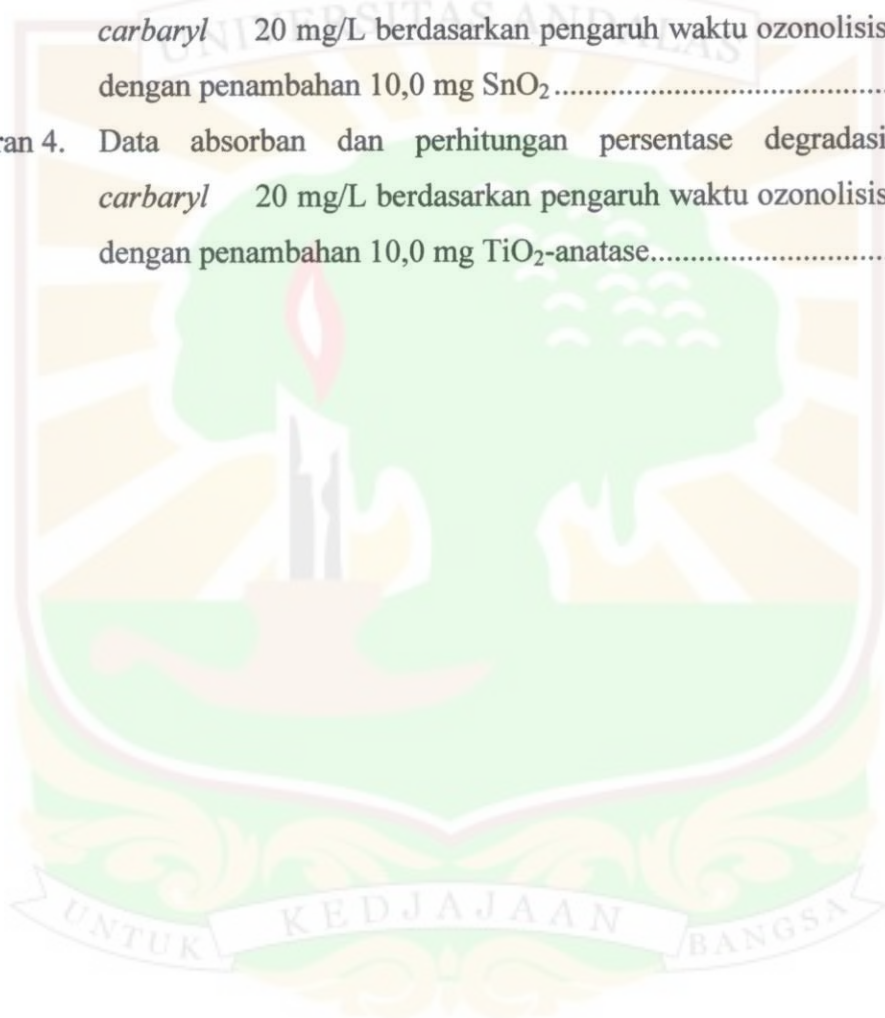 UNIVERSITAS ANDALAS
carbaryl 20 mg/L berdasarkan pengaruh waktu ozonolisis
dengan penambahan 10,0 mg SnO₂........................................
ran 4. Data absorban dan perhitungan persentase degradasi
carbaryl 20 mg/L berdasarkan pengaruh waktu ozonolisis
dengan penambahan 10,0 mg TiO₂-anatase............................
UNTUK KEDJAJAAN BANGSA